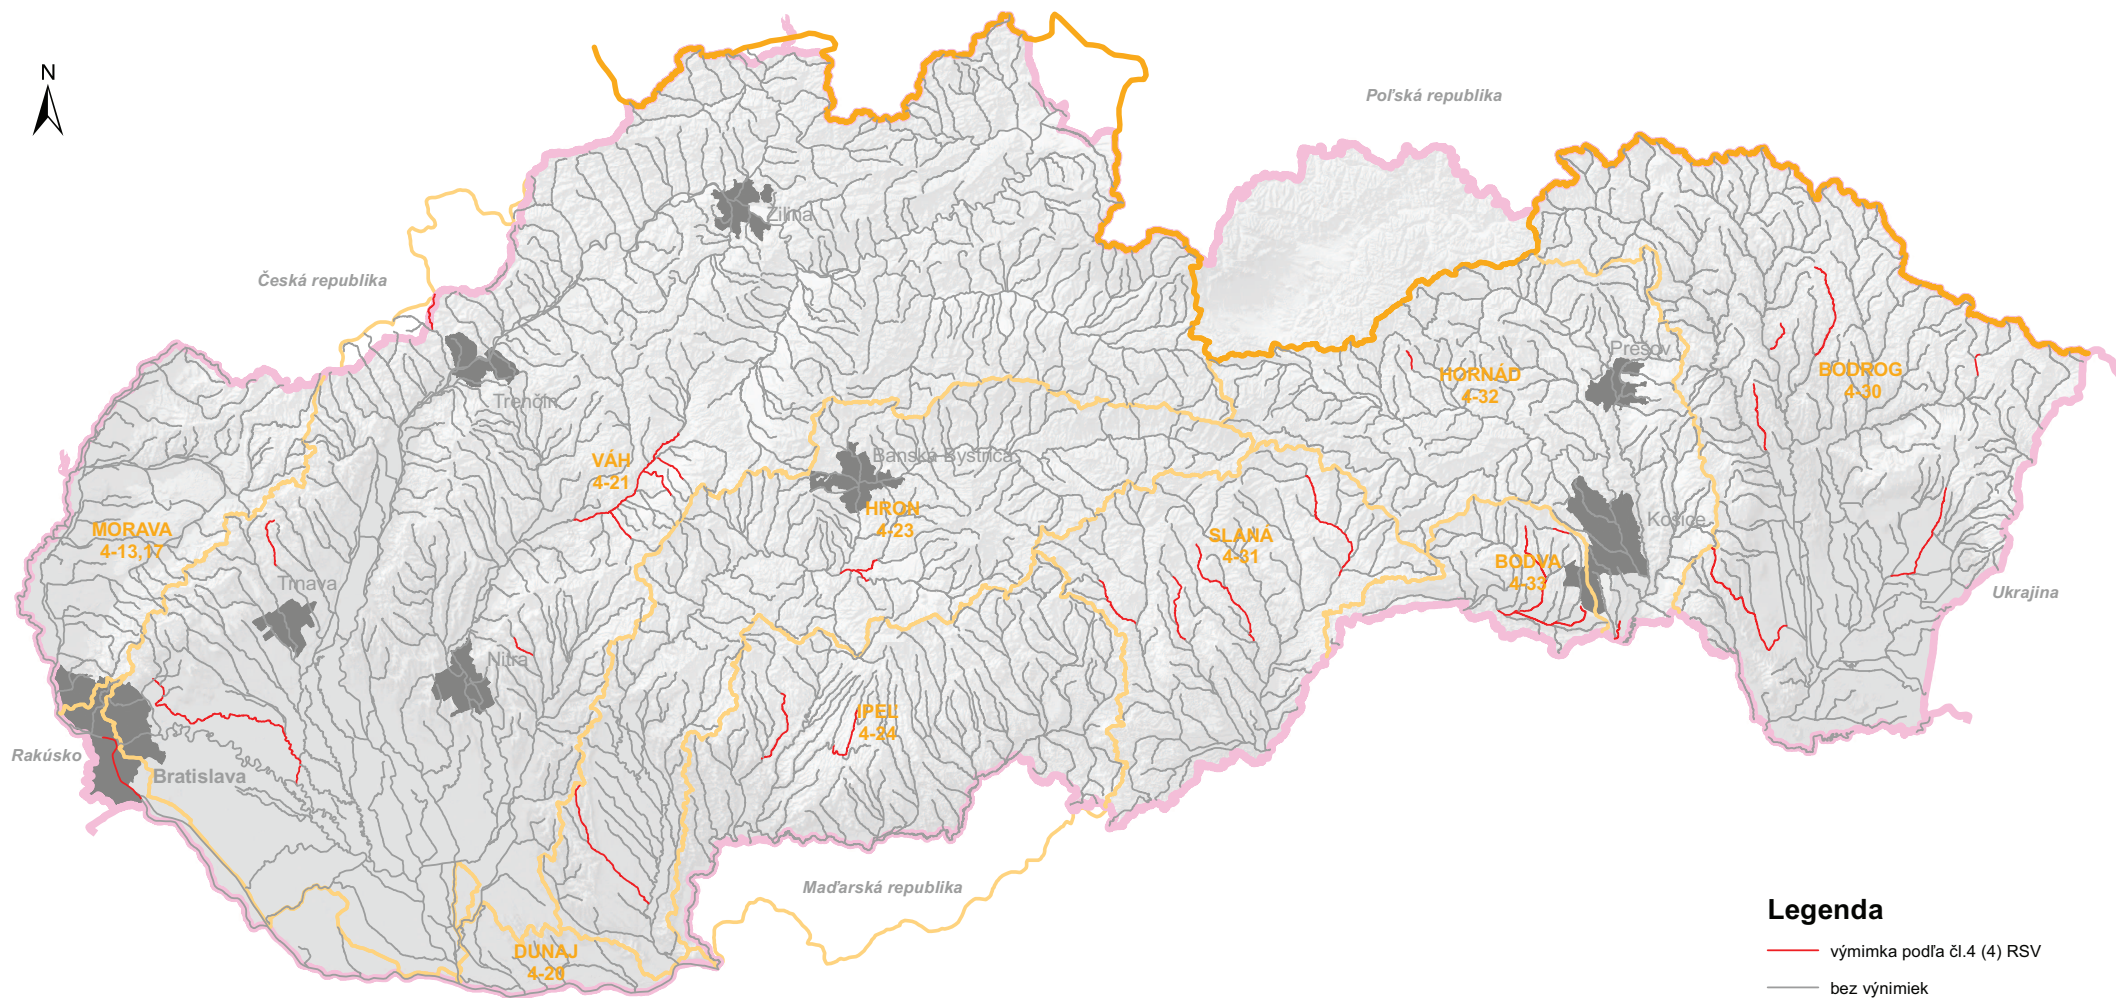 N
Poľská republika
Česká republika
Žilina
Trenčín
Prešov
HORNÁD
4-32
BODROG
4-30
VÁH
4-21
Banská Bystrica
HRON
4-23
MORAVA
4-13,17
SLANÁ
4-31
Košice
BODVA
4-33
Trnava
Ukrajina
Nitra
IPEĽ
4-24
Rakúsko
Bratislava
Maďarská republika
DUNAJ
4-20
Legenda
výmimka podľa čl.4 (4) RSV
bez výnimiek